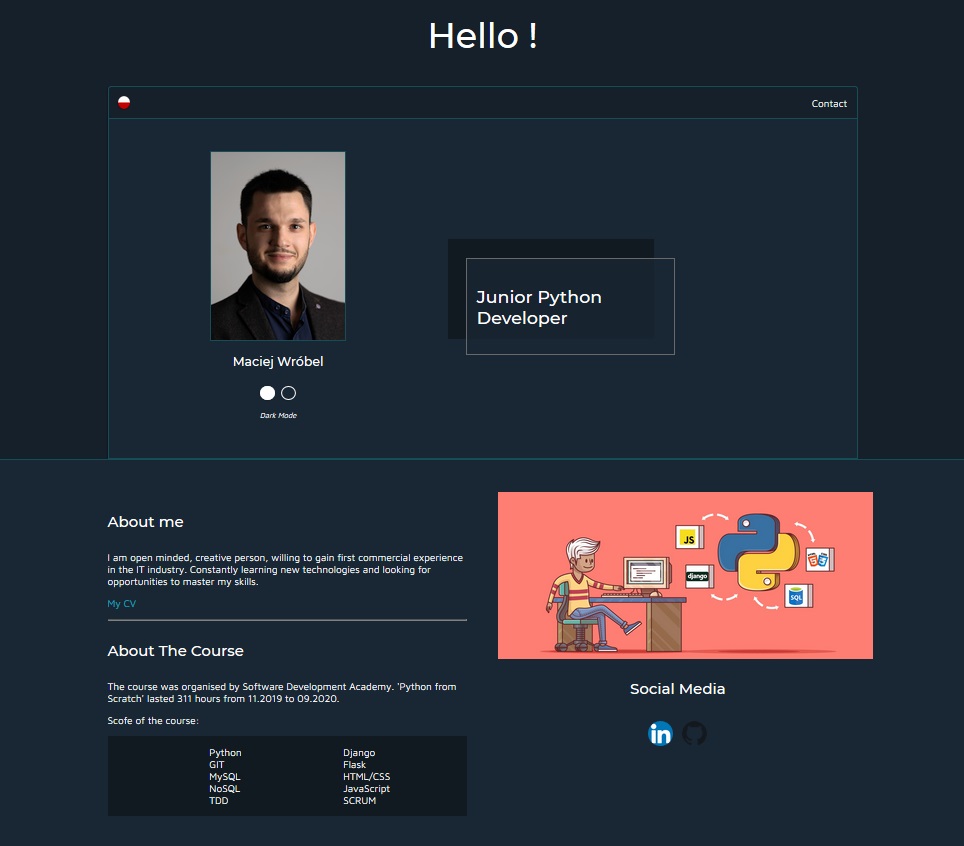 Hello !
Contact
Junior Python
Developer
Maciej Wróbel
Dark Mode
About me
I am open minded, creative person, willing to gain first commercial experience
in the IT industry. Constantly learning new technologies and looking for
opportunities to master my skills.
My CV
About The Course
The course was organised by Software Development Academy. 'Python from
Scratch' lasted 311 hours from 11.2019 to 09.2020.
Scofe of the course:
Python
GIT
MySQL
NoSQL
TDD
Django
Flask
HTML/CSS
JavaScript
SCRUM
JS
django
SQL
Social Media
in